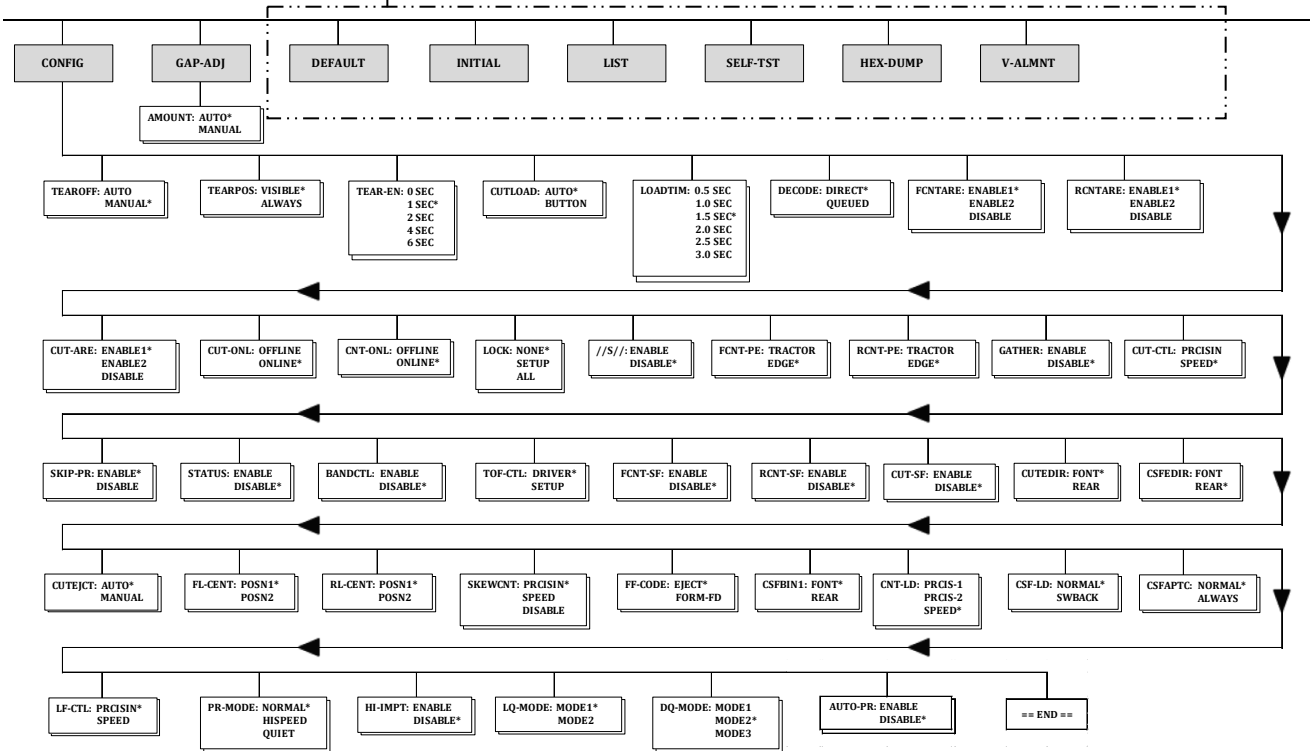 CONFIG
GAP-ADJ
DEFAULT
INITIAL
LIST
SELF-TST
HEX-DUMP
V-ALMNT
AMOUNT: AUTO*
MANUAL
TEAROFF: AUTO
MANUAL*
TEARPOS: VISIBLE*
ALWAYS
TEAR-EN: 0 SEC
1 SEC*
2 SEC
4 SEC
6 SEC
CUTLOAD: AUTO*
BUTTON
LOADTIM: 0.5 SEC
1.0 SEC
1.5 SEC*
2.0 SEC
2.5 SEC
3.0 SEC
DECODE: DIRECT*
QUEUED
FCNTARE: ENABLE1*
ENABLE2
DISABLE
RCNTARE: ENABLE1*
ENABLE2
DISABLE
CUT-ARE: ENABLE1*
ENABLE2
DISABLE
CUT-ONL: OFFLINE
ONLINE*
CNT-ONL: OFFLINE
ONLINE*
LOCK: NONE*
SETUP
ALL
//S//: ENABLE
DISABLE*
FCNT-PE: TRACTOR
EDGE*
RCNT-PE: TRACTOR
EDGE*
GATHER: ENABLE
DISABLE*
CUT-CTL: PRCISIN
SPEED*
SKIP-PR: ENABLE*
DISABLE
STATUS: ENABLE
DISABLE*
BANDCTL: ENABLE
DISABLE*
TOF-CTL: DRIVER*
SETUP
FCNT-SF: ENABLE
DISABLE*
RCNT-SF: ENABLE
DISABLE*
CUT-SF: ENABLE
DISABLE*
CUTEDIR: FONT*
REAR
CSFEDIR: FONT
REAR*
CUTEJCT: AUTO*
MANUAL
FL-CENT: POSN1*
POSN2
RL-CENT: POSN1*
POSN2
SKEWCNT: PRCISIN*
SPEED
DISABLE
FF-CODE: EJECT*
FORM-FD
CSFBIN1: FONT*
REAR
CNT-LD: PRCIS-1
PRCIS-2
SPEED*
CSF-LD: NORMAL*
SWBACK
CSFAPTC: NORMAL*
ALWAYS
LF-CTL: PRCISIN*
SPEED
PR-MODE: NORMAL*
HISPEED
QUIET
HI-IMPT: ENABLE
DISABLE*
LQ-MODE: MODE1*
MODE2
DQ-MODE: MODE1
MODE2*
MODE3
AUTO-PR: ENABLE
DISABLE*
== END ==